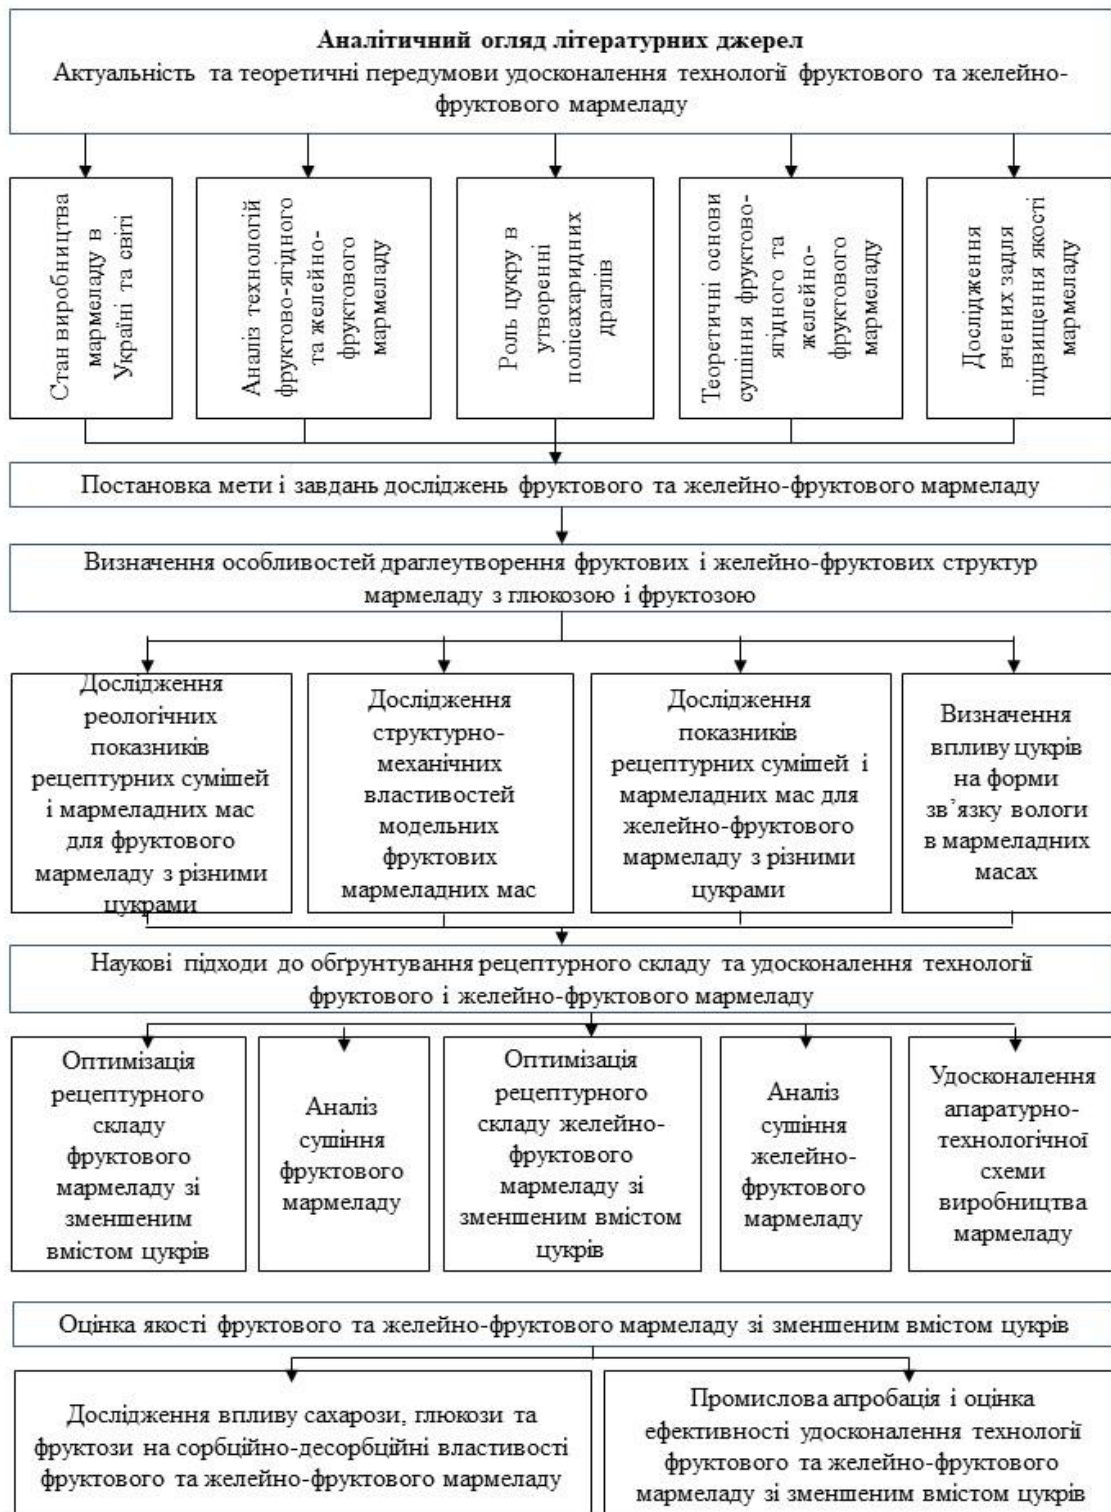 Аналітичний огляд літературних джерел
Актуальність та теоретичні передумови удосконалення технології фруктового та желейно-
фруктового мармеладу
Стан виробництва
мармеладу в
Україні та світі
Аналіз технологій
фруктово-ягідного
та желейно-
фруктового
мармеладу
Роль цукру в
утворенні
полісахаридних
драглів
Теоретичні основи
сушіння фруктово-
ягідного та
желейно-
фруктового
мармеладу
Дослідження
вчених задля
підвищення якості
мармеладу
Постановка мети і завдань досліджень фруктового та желейно-фруктового мармеладу
Визначення особливостей драглеутворення фруктових і желейно-фруктових структур
мармеладу з глюкозою і фруктозою
Дослідження
реологічних
показників
рецептурних сумішей
і мармеладних мас
для фруктового
мармеладу з різними
цукрами
Дослідження
структурно-
механічних
властивостей
модельних
фруктових
мармеладних мас
Дослідження
показників
рецептурних сумішей і
мармеладних мас для
желейно-фруктового
мармеладу з різними
цукрами
Визначення
впливу цукрів
на форми
зв’язку вологи
в мармеладних
масах
Наукові підходи до обґрунтування рецептурного складу та удосконалення технології
фруктового і желейно-фруктового мармеладу
Оптимізація
рецептурного
складу
фруктового
мармеладу зі
зменшеним
вмістом цукрів
Аналіз
сушіння
фруктового
мармеладу
Оптимізація
рецептурного
складу желейно-
фруктового
мармеладу зі
зменшеним вмістом
цукрів
Аналіз
сушіння
желейно-
фруктового
мармеладу
Удосконалення
апаратурно-
технологічної
схеми
виробництва
мармеладу
Оцінка якості фруктового та желейно-фруктового мармеладу зі зменшеним вмістом цукрів
Дослідження впливу сахарози, глюкози та
фруктози на сорбційно-десорбційні властивості
фруктового та желейно-фруктового мармеладу
Промислова апробація і оцінка
ефективності удосконалення технології
фруктового та желейно-фруктового
мармеладу зі зменшеним вмістом цукрів